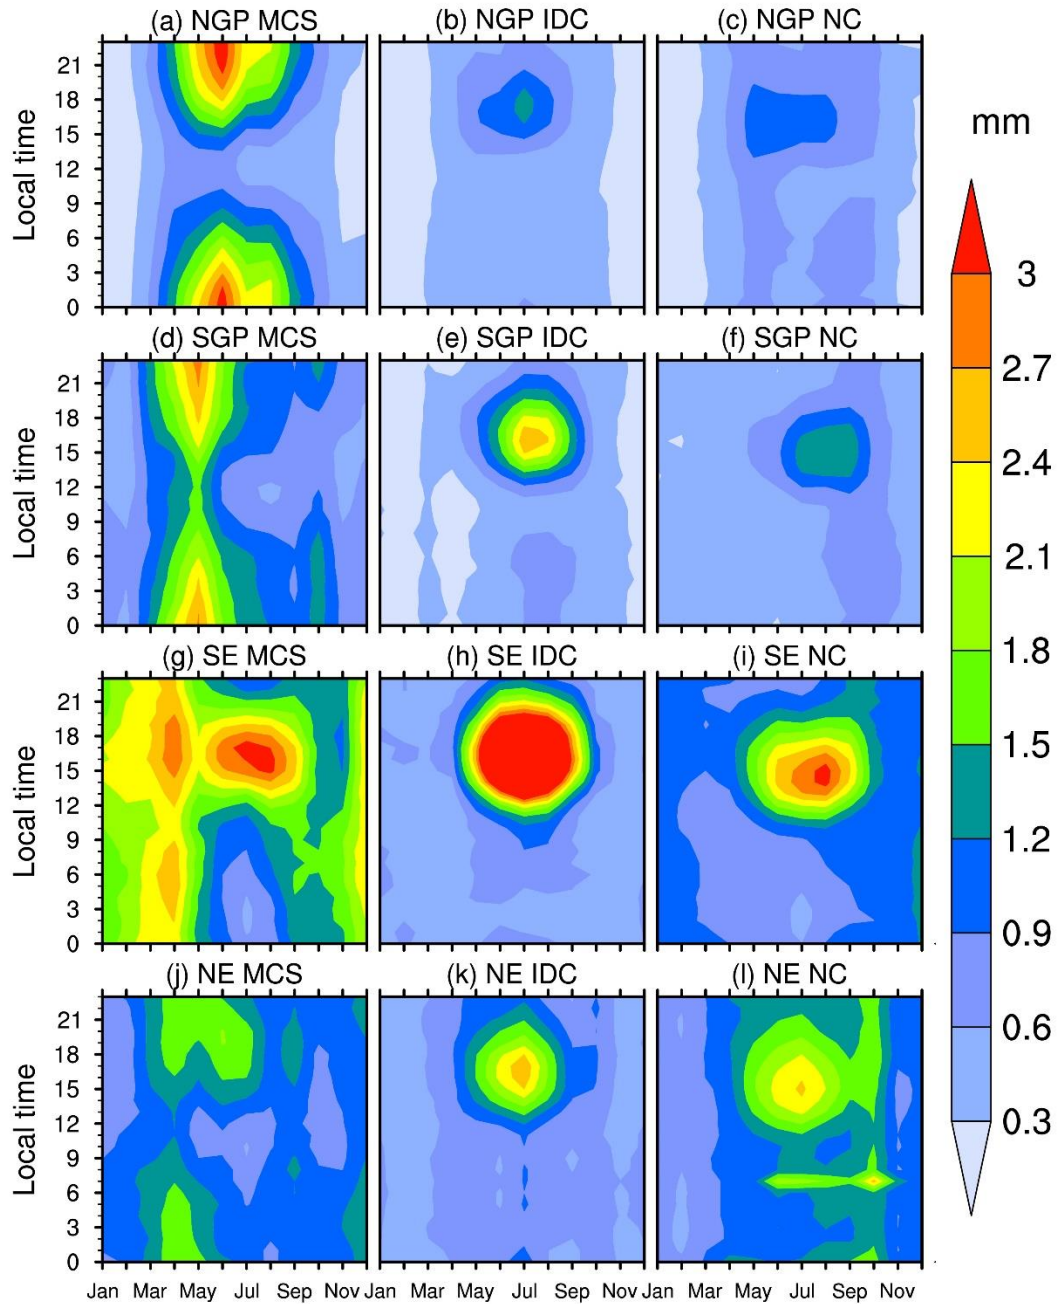 (a) NGP MCS
(b) NGP IDC
(c) NGP NC
Local time
21
18
15
12
9
6
3
0
(d) SGP MCS
(e) SGP IDC
(f) SGP NC
Local time
21
18
15
12
9
6
3
0
(g) SE MCS
(h) SE IDC
(i) SE NC
Local time
21
18
15
12
9
6
3
0
(j) NE MCS
(k) NE IDC
(l) NE NC
Local time
21
18
15
12
9
6
3
0
Jan Mar May Jul Sep Nov
Jan Mar May Jul Sep Nov
Jan Mar May Jul Sep Nov
mm
3
2.7
2.4
2.1
1.8
1.5
1.2
0.9
0.6
0.3